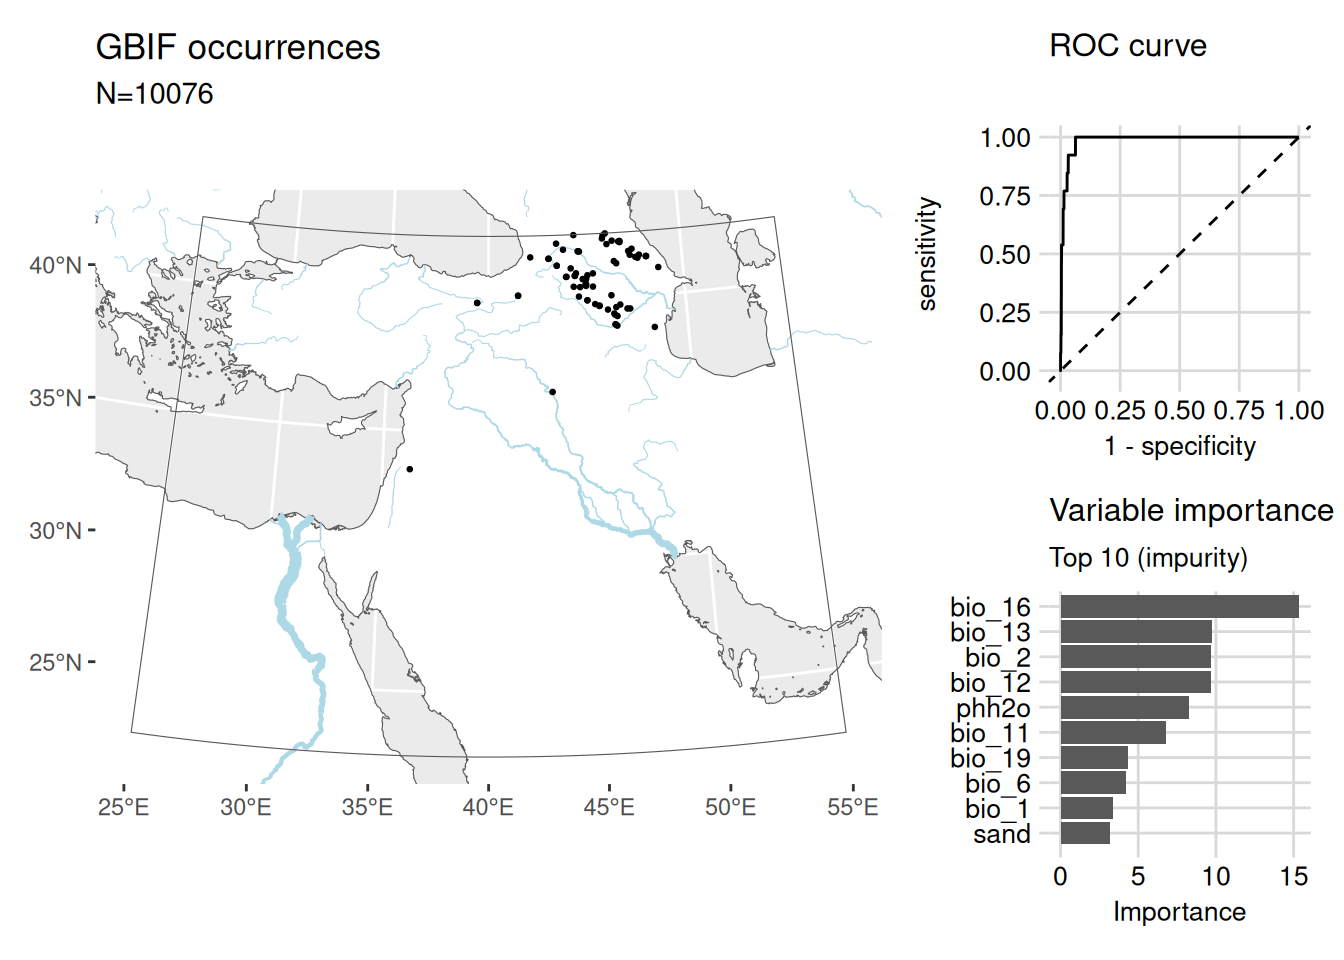 GBIF occurrences
N=10076
40°N
35°N
30°N
25°N
25°E 30°E 35°E 40°E 45°E 50°E 55°E
ROC curve
sensitivity
1.00
0.75
0.50
0.25
0.00
0.00 0.25 0.50 0.75 1.00
1 - specificity
Variable importance
Top 10 (impurity)
bio_16
bio_13
bio_2
bio_12
phh2o
bio_11
bio_19
bio_6
bio_1
sand
0 5 10 15
Importance